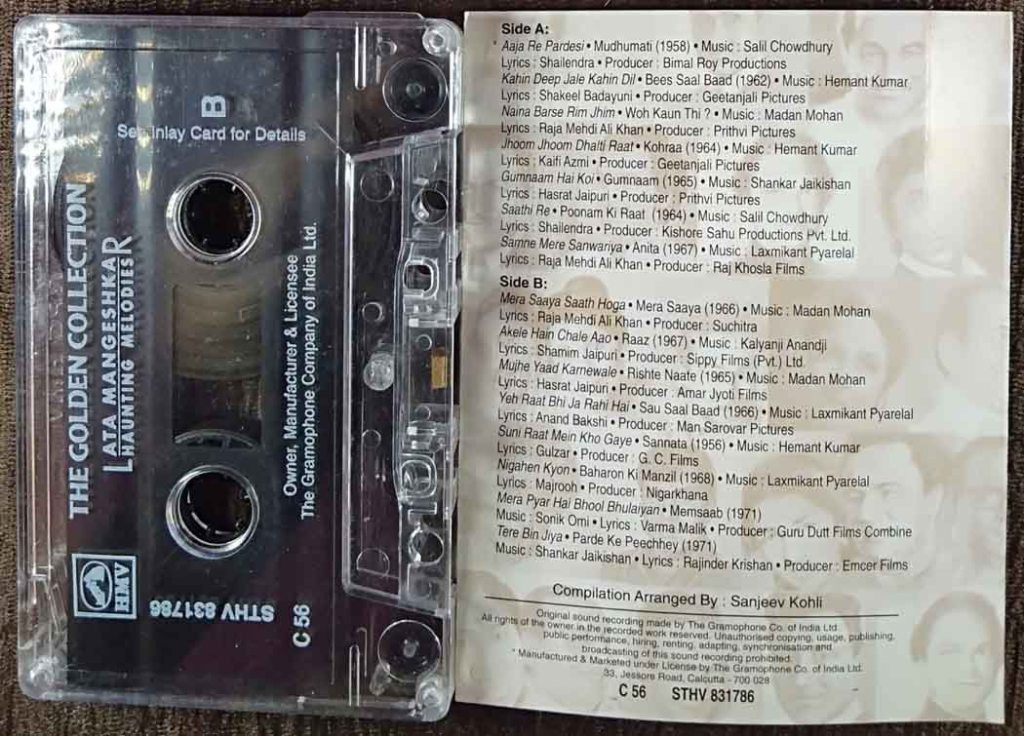 B
See Inlay Card for Details
THE GOLDEN COLLECTION
LATA MANGESHKAR
HAUNTING MELODIES
Owner, Manufacturer & Licensee
The Gramophone Company of India Ltd.
HMV
STHV 831786
C 56
Side A:
* Aaja Re Pardesi • Mudhumati (1958) • Music : Salil Chowdhury
Lyrics : Shailendra • Producer : Bimal Roy Productions
Kahin Deep Jale Kahin Dil • Bees Saal Baad (1962) • Music : Hemant Kumar
Lyrics : Shakeel Badayuni • Producer : Geetanjali Pictures
Naina Barse Rim Jhim • Woh Kaun Thi ? • Music : Madan Mohan
Lyrics : Raja Mehdi Ali Khan • Producer : Prithvi Pictures
Jhoom Jhoom Dhalti Raat • Kohraa (1964) • Music : Hemant Kumar
Lyrics : Kaifi Azmi • Producer : Geetanjali Pictures
Gumnaam Hai Koi • Gumnaam (1965) • Music : Shankar Jaikishan
Lyrics : Hasrat Jaipuri • Producer : Prithvi Pictures
Saathi Re • Poonam Ki Raat (1964) • Music : Salil Chowdhury
Lyrics : Shailendra • Producer : Kishore Sahu Productions Pvt. Ltd.
Samne Mere Sanwariya • Anita (1967) • Music : Laxmikant Pyarelal
Lyrics : Raja Mehdi Ali Khan • Producer : Raj Khosla Films
Side B:
Mera Saaya Saath Hoga • Mera Saaya (1966) • Music : Madan Mohan
Lyrics : Raja Mehdi Ali Khan • Producer : Suchitra
Akele Hain Chale Aao • Raaz (1967) • Music : Kalyanji Anandji
Lyrics : Shamim Jaipuri • Producer : Sippy Films (Pvt.) Ltd.
Mujhe Yaad Karnewale • Rishte Naate (1965) • Music : Madan Mohan
Lyrics : Hasrat Jaipuri • Producer : Amar Jyoti Films
Yeh Raat Bhi Ja Rahi Hai • Sau Saal Baad (1966) • Music : Laxmikant Pyarelal
Lyrics : Anand Bakshi • Producer : Man Sarovar Pictures
Suni Raat Mein Kho Gaye • Sannata (1956) • Music : Hemant Kumar
Lyrics : Gulzar • Producer : G. C. Films
Nigahen Kyon • Baharon Ki Manzil (1968) • Music : Laxmikant Pyarelal
Lyrics : Majrooh • Producer : Nigarkhana
Mera Pyar Hai Bhool Bhulaiyan • Memsaab (1971)
Music : Sonik Omi • Lyrics : Varma Malik • Producer : Guru Dutt Films Combine
Tere Bin Jiya • Parde Ke Peechhey (1971)
Music : Shankar Jaikishan • Lyrics : Rajinder Krishan • Producer : Emcer Films
Compilation Arranged By : Sanjeev Kohli
Original sound recording made by The Gramophone Co. of India Ltd.
All rights of the owner in the recorded work reserved. Unauthorised copying, usage, publishing,
public performance, hiring, renting, adapting, synchronisation and
broadcasting of this sound recording prohibited.
* Manufactured & Marketed under License by The Gramophone Co. of India Ltd.
33, Jessore Road, Calcutta - 700 028
C 56 STHV 831786